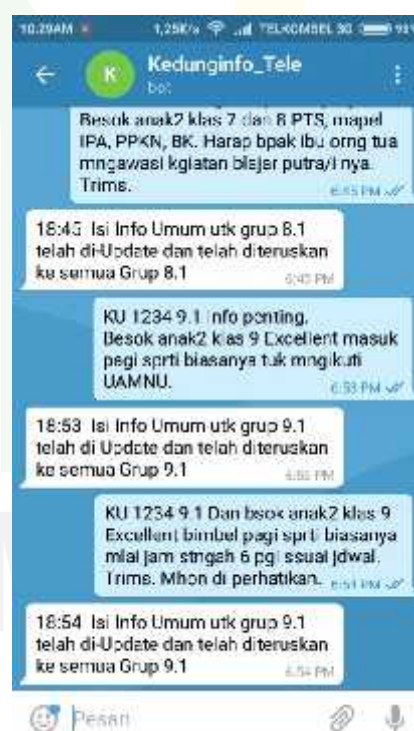 10:29AM
1,25K/s TELKOMSEL 3G 98%
K
Kedunginfo_Tele
bot
Besok anak2 klas 7 dan 8 PTS, mapel
IPA, PPKN, BK. Harap bpak ibu orng tua
mngawasi kgiatan blajar putra/i nya.
Trims.
6:45 PM
18:45 Isi Info Umum utk grup 8.1
telah di-Update dan telah diteruskan
ke semua Grup 8.1
6:45 PM
KU 1234 9.1 Info penting.
Besok anak2 klas 9 Excellent masuk
pagi sprti biasanya tuk mngikuti
UAMNU.
6:53 PM
18:53 Isi Info Umum utk grup 9.1
telah di Update dan telah diteruskan
ke semua Grup 9.1
KU 1234 9 1 Dan bsok anak2 klas 9
Excellent bimbel pagi sprti biasanya
mlai jam stngah 6 pgi ssuai jdwal.
Trims. Mhon di perhatikan.
6:54 PM
18:54 Isi Info Umum utk grup 9.1
telah di-Update dan telah diteruskan
ke semua Grup 9.1
6:54 PM
Pesan